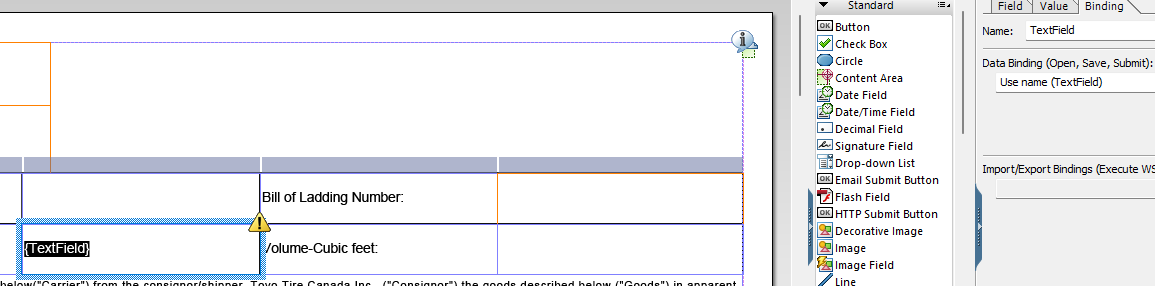 Standard
Button
Check Box
Circle
Content Area
Date Field
Date/Time Field
Decimal Field
Signature Field
Drop-down List
Email Submit Button
Flash Field
HTTP Submit Button
Decorative Image
Image
Image Field
Line
Field Value Binding
Name: TextField
Data Binding (Open, Save, Submit):
Use name (TextField)
Import/Export Bindings (Execute WS
Bill of Ladding Number:
{TextField} Volume-Cubic feet:
below("Carrier") from the consignor/shipper, Toyo Tire Canada Inc., ("Consignor") the goods described below ("Goods") in apparent